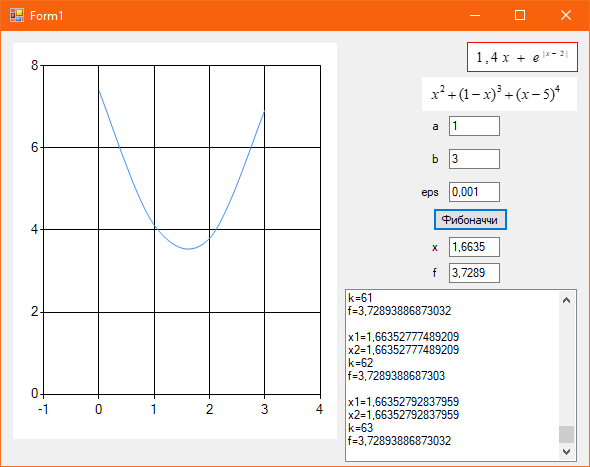 Form1
1,4 x + e^|x − 2|
x² + (1 − x)³ + (x − 5)⁴
a 1
b 3
eps 0,001
Фибоначчи
x 1,6635
f 3,7289
8
6
4
2
0
-1 0 1 2 3 4
k=61
f=3,72893886873032
x1=1,66352777489209
x2=1,66352777489209
k=62
f=3,7289388687303
x1=1,66352792837959
x2=1,66352792837959
k=63
f=3,72893886873032